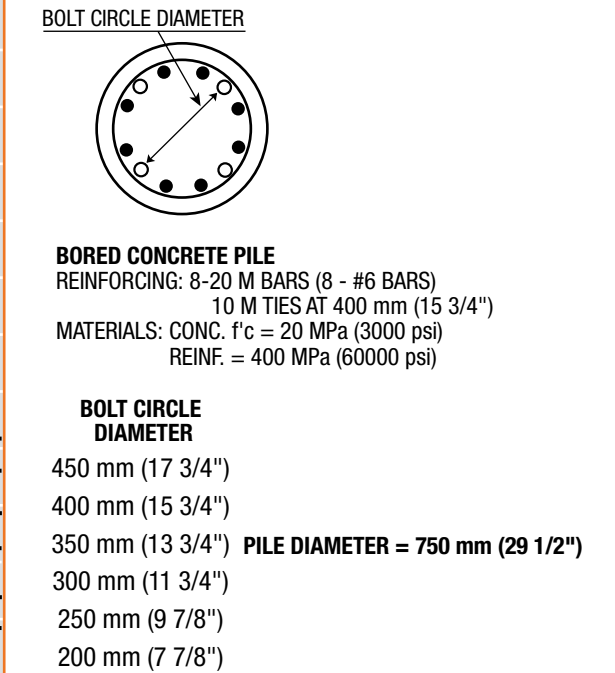 BOLT CIRCLE DIAMETER
BORED CONCRETE PILE
REINFORCING: 8-20 M BARS (8 - #6 BARS)
10 M TIES AT 400 mm (15 3/4")
MATERIALS: CONC. f'c = 20 MPa (3000 psi)
REINF. = 400 MPa (60000 psi)
BOLT CIRCLE
DIAMETER
450 mm (17 3/4")
400 mm (15 3/4")
350 mm (13 3/4") PILE DIAMETER = 750 mm (29 1/2")
300 mm (11 3/4")
250 mm (9 7/8")
200 mm (7 7/8")